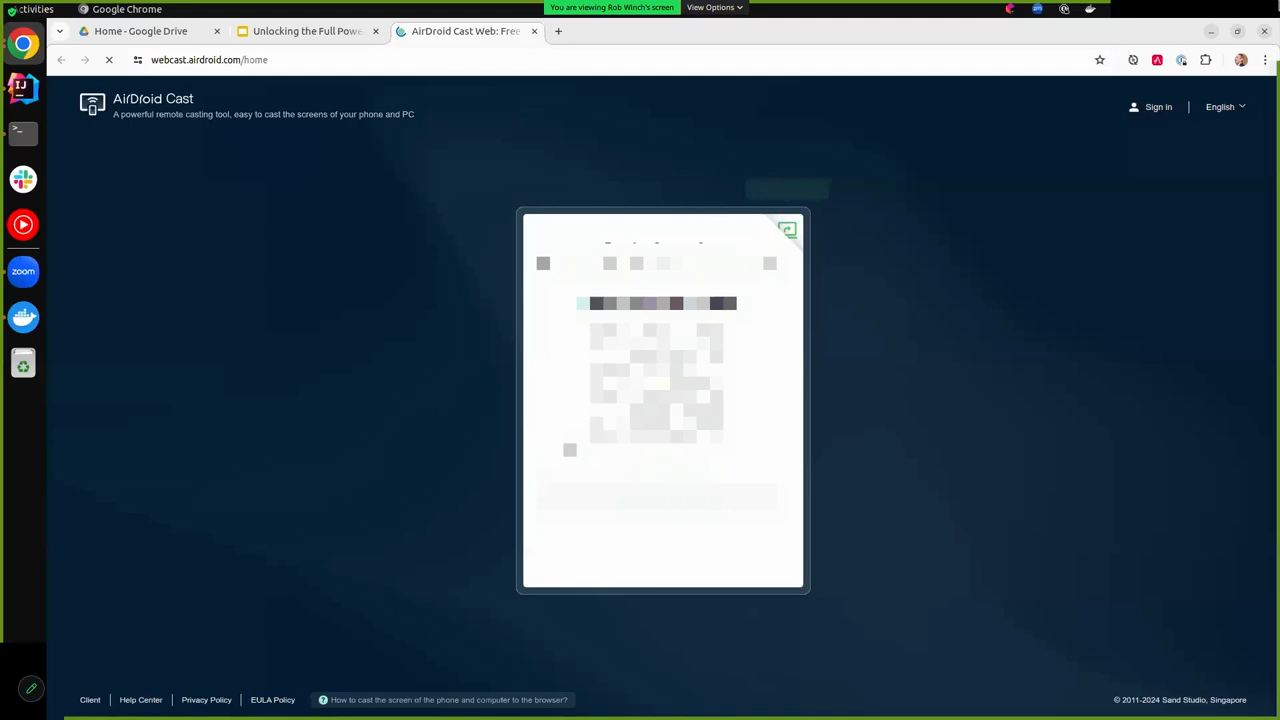 ctivities
Google Chrome
You are viewing Rob Winch's screen
View Options
Home - Google Drive
Unlocking the Full Powe
AirDroid Cast Web: Free
webcast.airdroid.com/home
AirDroid Cast
A powerful remote casting tool, easy to cast the screens of your phone and PC
Sign in
English
zoom
Client
Help Center
Privacy Policy
EULA Policy
? How to cast the screen of the phone and computer to the browser?
© 2011-2024 Sand Studio, Singapore